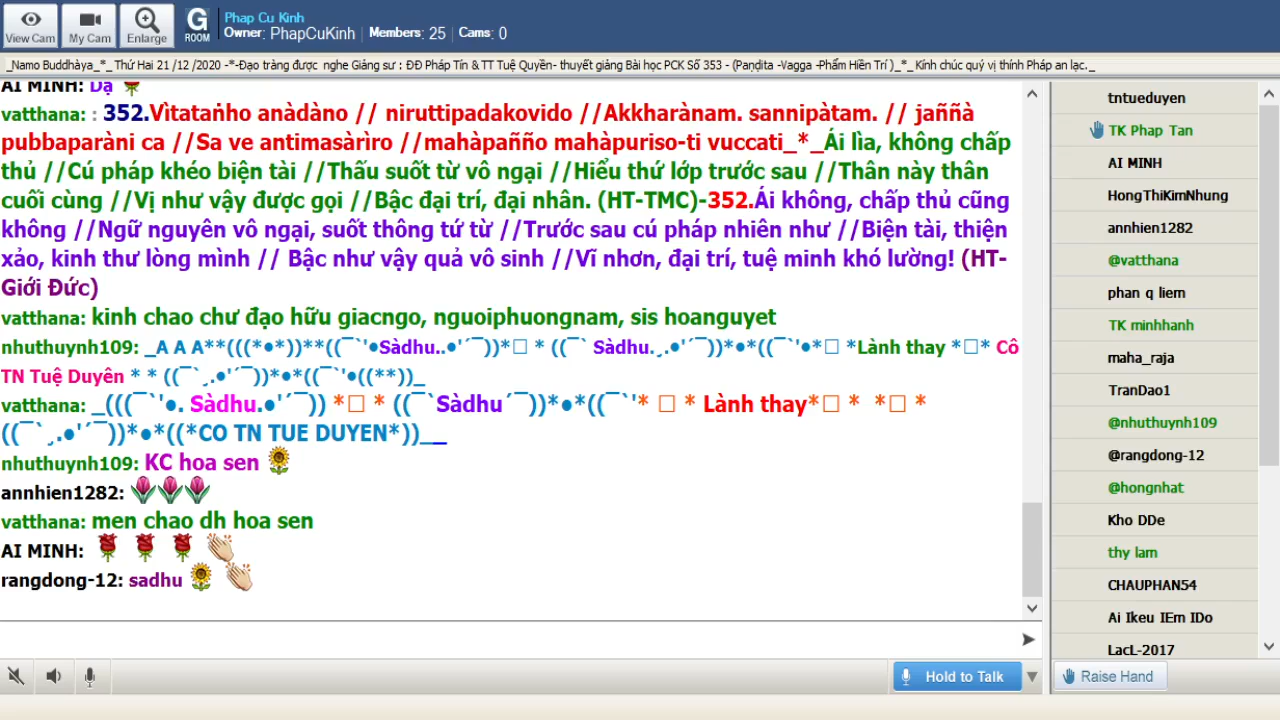 View Cam
My Cam
Enlarge
G
ROOM
Phap Cu Kinh
Owner: PhapCuKinh | Members: 25 | Cams: 0
_Namo Buddhàya_*_ Thứ Hai 21 /12 /2020 -*-Đạo tràng được nghe Giảng sư : ĐĐ Pháp Tín & TT Tuệ Quyền- thuyết giảng Bài học PCK Số 353 - (Paṇḍita -Vagga -Phẩm Hiền Trí )_*_ Kính chúc quý vị thính Pháp an lạc._
AI MINH: Dạ
vatthana: : 352.Vìtataṅho anàdàno // niruttipadakovido //Akkharànam. sannipàtam. // jaññà
pubbaparàni ca //Sa ve antimasàrìro //mahàpañño mahàpuriso-ti vuccati_*_Ái lìa, không chấp
thủ //Cú pháp khéo biện tài //Thấu suốt từ vô ngại //Hiểu thứ lớp trước sau //Thân này thân
cuối cùng //Vị như vậy được gọi //Bậc đại trí, đại nhân. (HT-TMC)-352.Ái không, chấp thủ cũng
không //Ngữ nguyên vô ngại, suốt thông tứ từ //Trước sau cú pháp nhiên như //Biện tài, thiện
xảo, kinh thư lòng mình // Bậc như vậy quả vô sinh //Vĩ nhơn, đại trí, tuệ minh khó lường! (HT-
Giới Đức)
vatthana: kinh chao chư đạo hữu giacngo, nguoiphuongnam, sis hoanguyet
nhuthuynh109: _A A A**(((*•*))**((¯`'•Sàdhu..•'´¯))*□ * ((¯` Sàdhu.¸.•'´¯))*•*((¯`'•*□ *Lành thay *□* Cô
TN Tuệ Duyên * * ((¯`¸.•'´¯))*•*((¯`'•((**))_
vatthana: _(((¯`'•. Sàdhu.•'´¯)) *□ * ((¯`Sàdhu´¯))*•*((¯`'* □ * Lành thay*□ * *□ *
((¯`¸.•'´¯))*•*((*CO TN TUE DUYEN*))__
nhuthuynh109: KC hoa sen
annhien1282:
vatthana: men chao dh hoa sen
AI MINH:
rangdong-12: sadhu
Hold to Talk
tntueduyen
TK Phap Tan
AI MINH
HongThiKimNhung
annhien1282
@vatthana
phan q liem
TK minhhanh
maha_raja
TranDao1
@nhuthuynh109
@rangdong-12
@hongnhat
Kho DDe
thy lam
CHAUPHAN54
Ai Ikeu IEm IDo
LacL-2017
Raise Hand